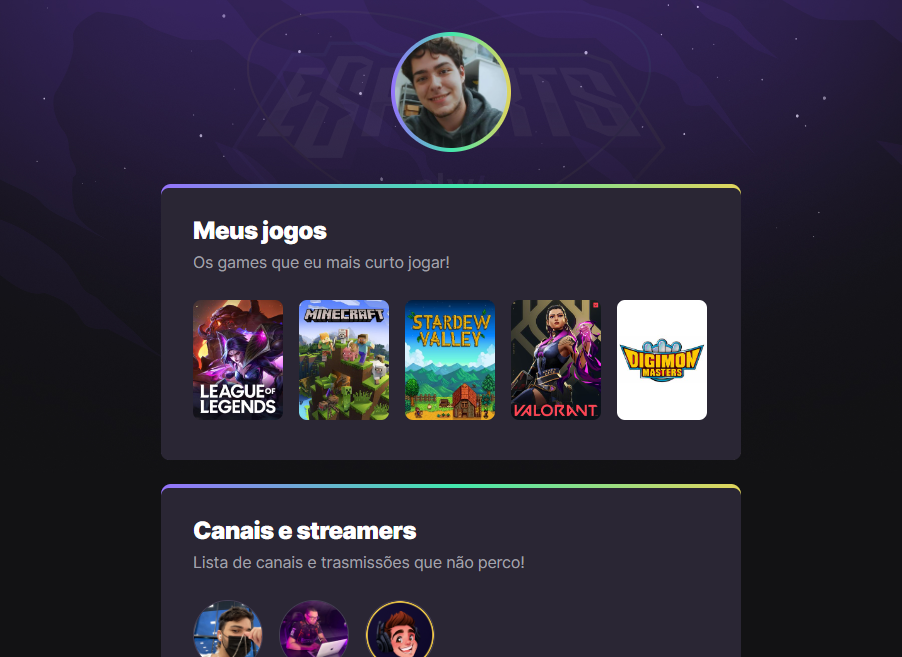 ESPORTS
Meus jogos
Os games que eu mais curto jogar!
LEAGUE OF
LEGENDS
MINECRAFT
STARDEW
VALLEY
VALORANT
DIGIMON
MASTERS
Canais e streamers
Lista de canais e trasmissões que não perco!